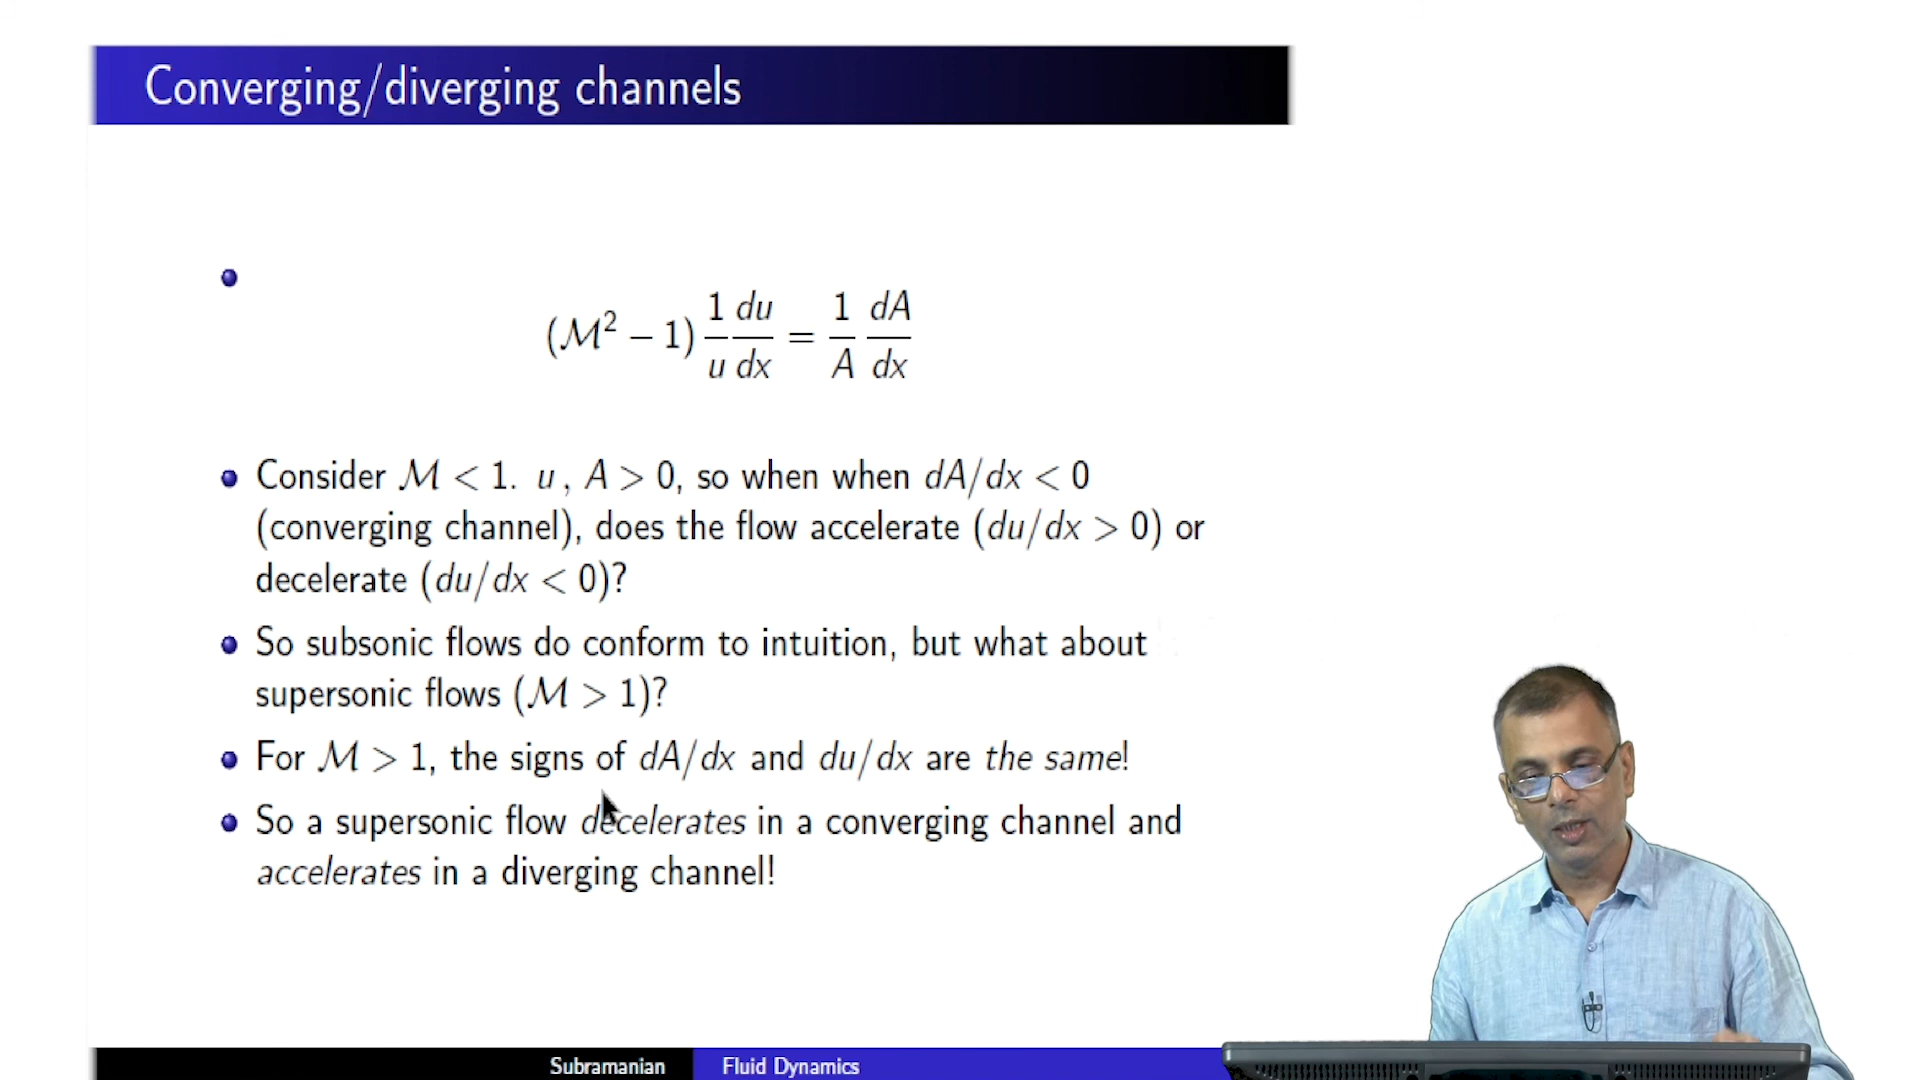 Converging/diverging channels
(ℳ² − 1) 1/u du/dx = 1/A dA/dx
Consider ℳ < 1. u, A > 0, so when when dA/dx < 0
(converging channel), does the flow accelerate (du/dx > 0) or
decelerate (du/dx < 0)?
So subsonic flows do conform to intuition, but what about
supersonic flows (ℳ > 1)?
For ℳ > 1, the signs of dA/dx and du/dx are the same!
So a supersonic flow decelerates in a converging channel and
accelerates in a diverging channel!
Subramanian Fluid Dynamics